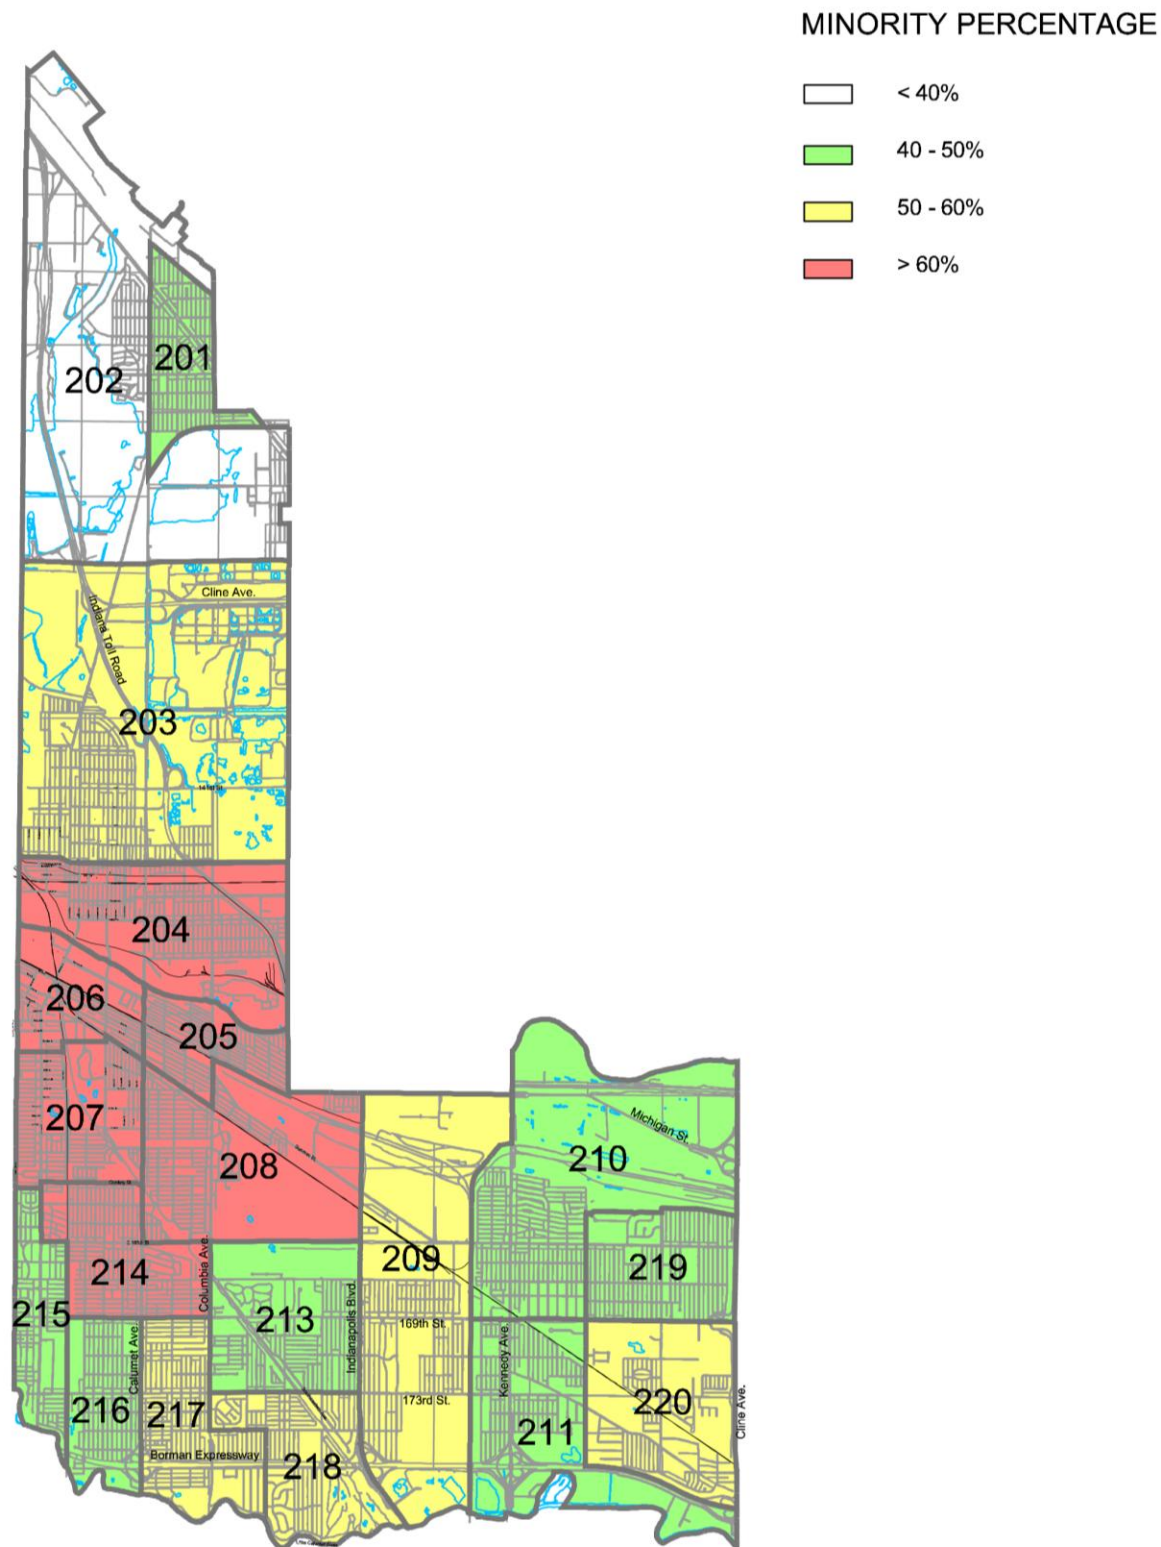 MINORITY PERCENTAGE
< 40%
40 - 50%
50 - 60%
> 60%
201
202
Cline Ave.
Indiana Toll Road
203
141st St.
204
206
205
207
208
Michigan St.
210
209
219
214
Columbia Ave.
215
213
Indianapolis Blvd.
169th St.
Calumet Ave.
Kennedy Ave.
216
217
173rd St.
220
211
Cline Ave.
Borman Expressway
218